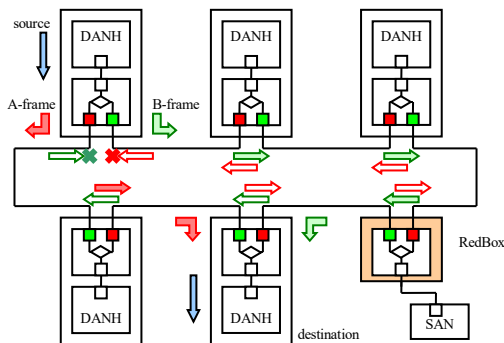 source
DANH
DANH
DANH
A-frame
B-frame
RedBox
DANH
DANH
destination
SAN